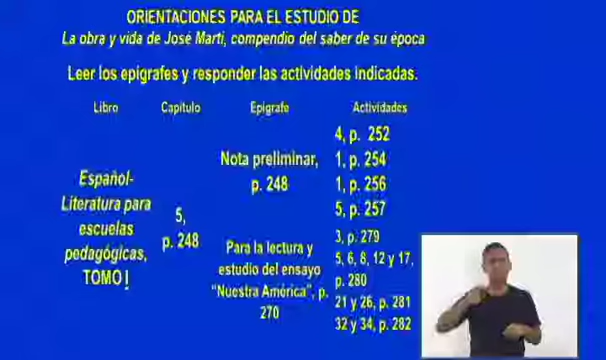 ORIENTACIONES PARA EL ESTUDIO DE
La obra y vida de José Martí, compendio del saber de su época
Leer los epígrafes y responder las actividades indicadas.
Libro Capítulo Epígrafe Actividades
Español-
Literatura para
escuelas
pedagógicas,
TOMO I
5,
p. 248
Nota preliminar,
p. 248
4, p. 252
1, p. 254
1, p. 256
5, p. 257
Para la lectura y
estudio del ensayo
"Nuestra América", p.
270
3, p. 279
5, 6, 8, 12 y 17,
p. 280
21 y 26, p. 281
32 y 34, p. 282